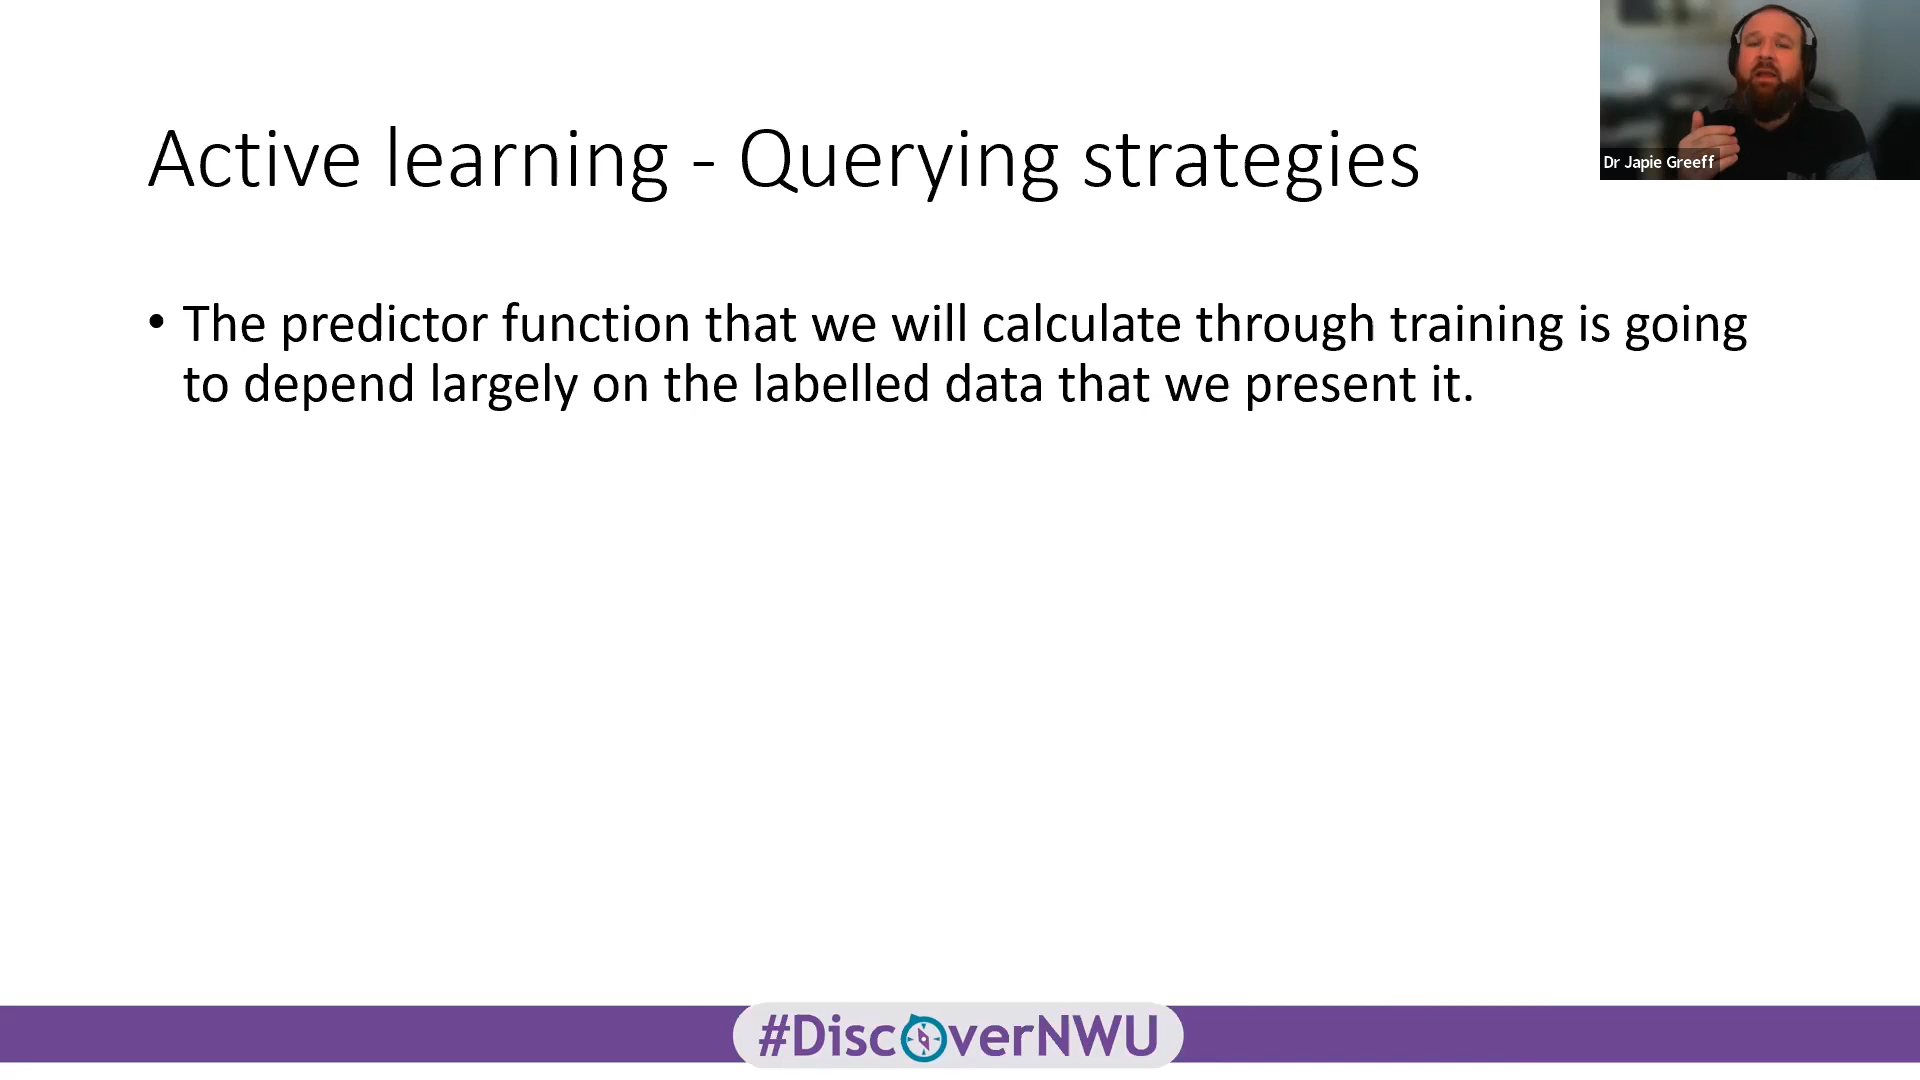 Active learning - Querying strategies
Dr Japie Greeff
• The predictor function that we will calculate through training is going
to depend largely on the labelled data that we present it.
#DiscoverNWU